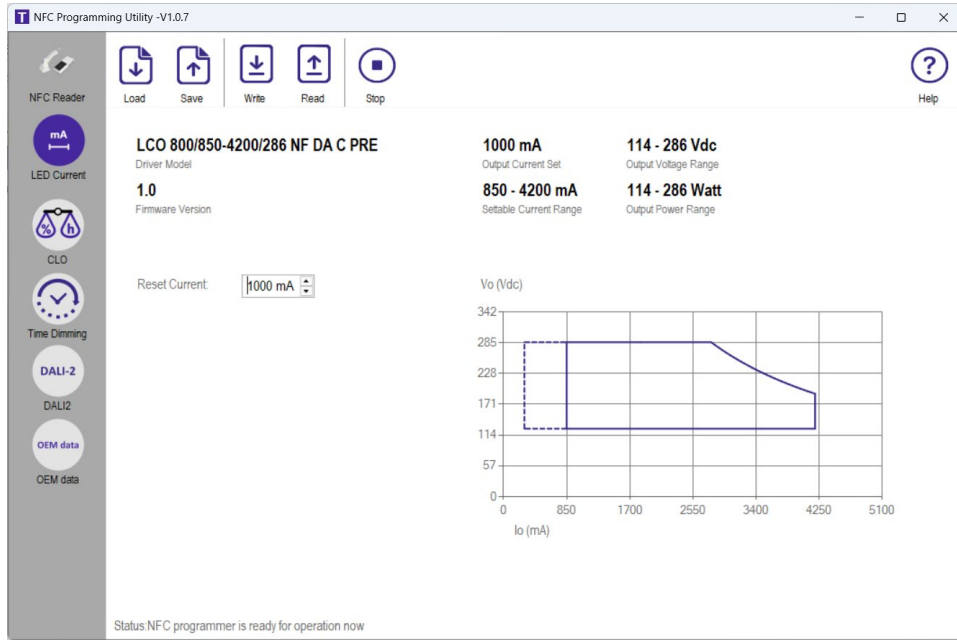 T NFC Programming Utility -V1.0.7
NFC Reader
Load
Save
Write
Read
Stop
?
Help
mA
LED Current
% h
CLO
Time Dimming
DALI-2
DALI2
OEM data
OEM data
LCO 800/850-4200/286 NF DA C PRE
Driver Model
1.0
Firmware Version
1000 mA
Output Current Set
114 - 286 Vdc
Output Voltage Range
850 - 4200 mA
Settable Current Range
114 - 286 Watt
Output Power Range
Reset Current:
1000 mA
Vo (Vdc)
342
285
228
171
114
57
0
0 850 1700 2550 3400 4250 5100
Io (mA)
Status:NFC programmer is ready for operation now